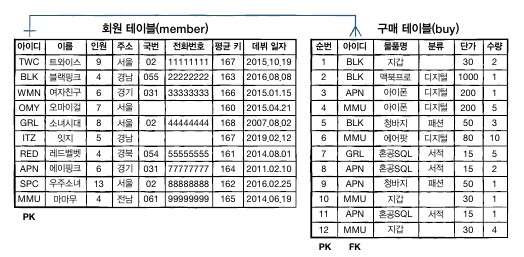 회원 테이블(member)
아이디 이름 인원 주소 국번 전화번호 평균 키 데뷔 일자
TWC 트와이스 9 서울 02 11111111 167 2015.10.19
BLK 블랙핑크 4 경남 055 22222222 163 2016.08.08
WMN 여자친구 6 경기 031 33333333 166 2015.01.15
OMY 오마이걸 7 서울 160 2015.04.21
GRL 소녀시대 8 서울 02 44444444 168 2007.08.02
ITZ 잇지 5 경남 167 2019.02.12
RED 레드벨벳 4 경북 054 55555555 161 2014.08.01
APN 에이핑크 6 경기 031 77777777 164 2011.02.10
SPC 우주소녀 13 서울 02 88888888 162 2016.02.25
MMU 마마무 4 전남 061 99999999 165 2014.06.19
PK
구매 테이블(buy)
순번 아이디 물품명 분류 단가 수량
1 BLK 지갑 30 2
2 BLK 맥북프로 디지털 1000 1
3 APN 아이폰 디지털 200 1
4 MMU 아이폰 디지털 200 5
5 BLK 청바지 패션 50 3
6 MMU 에어팟 디지털 80 10
7 GRL 혼공SQL 서적 15 5
8 APN 혼공SQL 서적 15 2
9 APN 청바지 패션 50 1
10 MMU 지갑 30 1
11 APN 혼공SQL 서적 15 1
12 MMU 지갑 30 4
PK FK